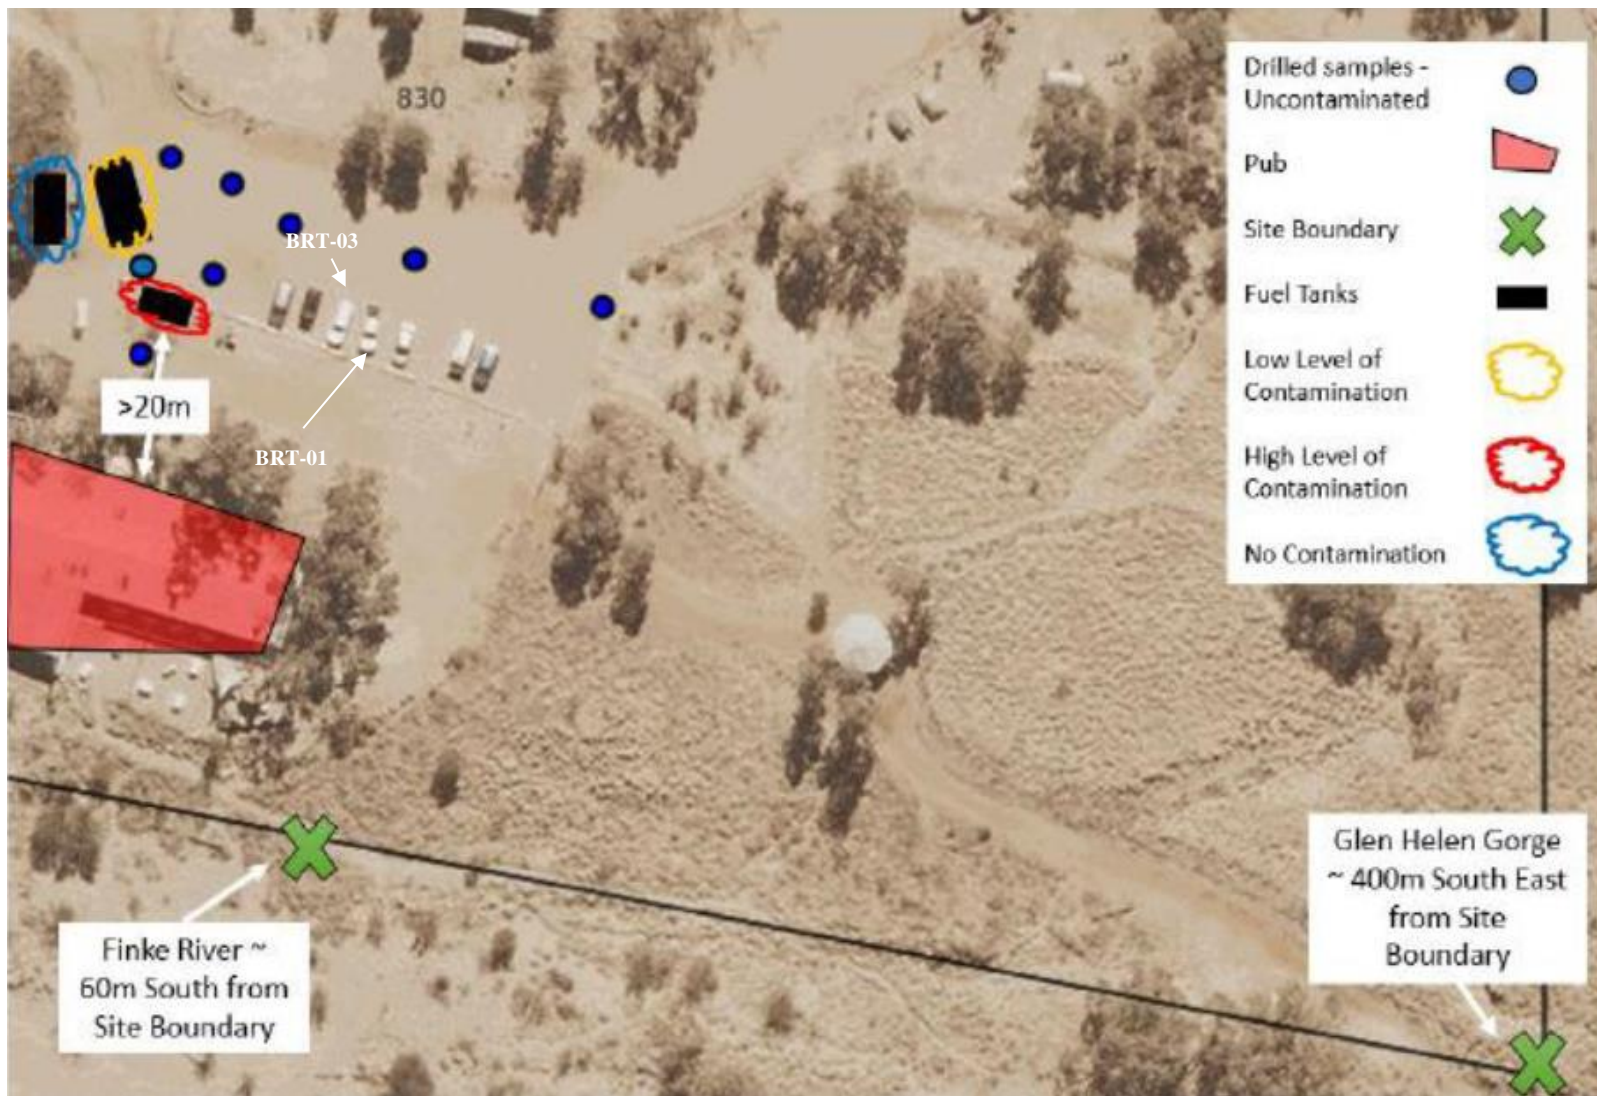 830
BRT-03
>20m
BRT-01
Drilled samples -
Uncontaminated
Pub
Site Boundary
Fuel Tanks
Low Level of
Contamination
High Level of
Contamination
No Contamination
Finke River ~
60m South from
Site Boundary
Glen Helen Gorge
~ 400m South East
from Site
Boundary